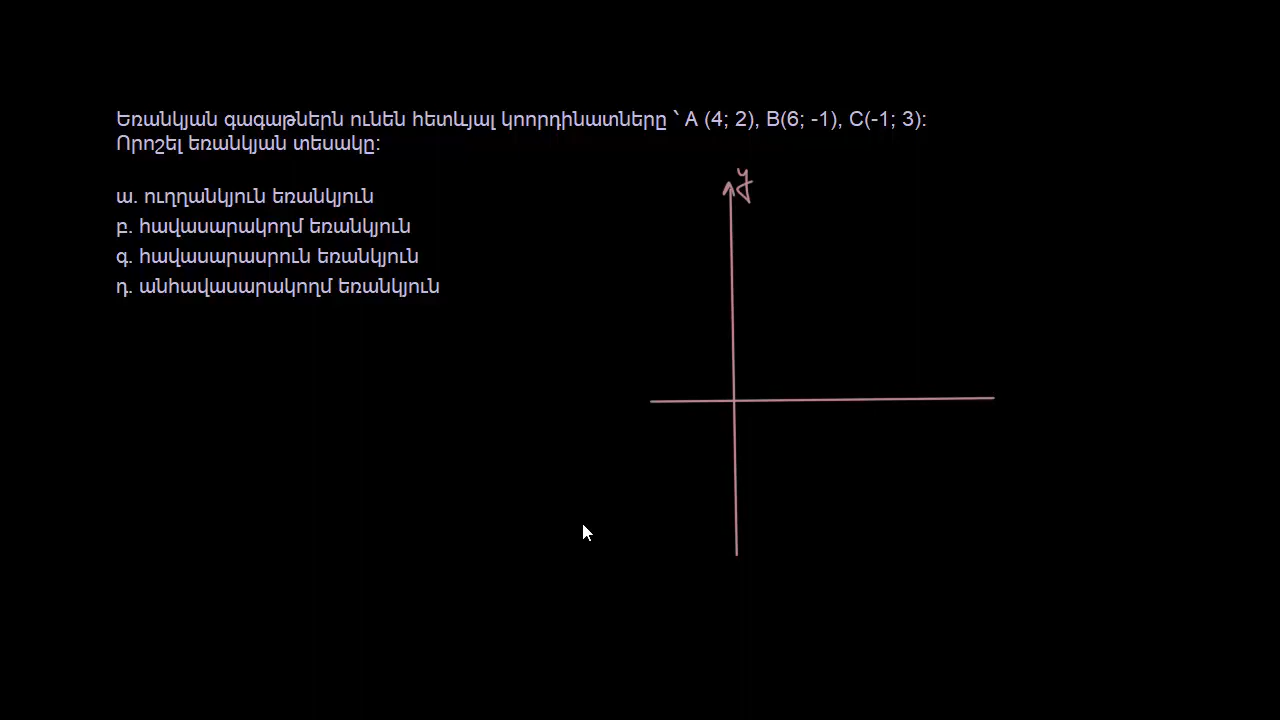 Եռանկյան գագաթներն ունեն հետևյալ կոորդինատները ՝ A (4; 2), B(6; -1), C(-1; 3):
Որոշել եռանկյան տեսակը:
ա. ուղղանկյուն եռանկյուն
բ. հավասարակողմ եռանկյուն
գ. հավասարասրուն եռանկյուն
դ. անհավասարակողմ եռանկյուն
y